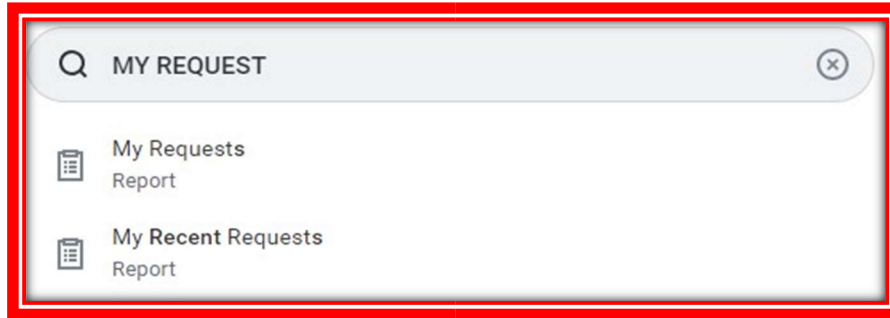 MY REQUEST
My Requests
Report
My Recent Requests
Report